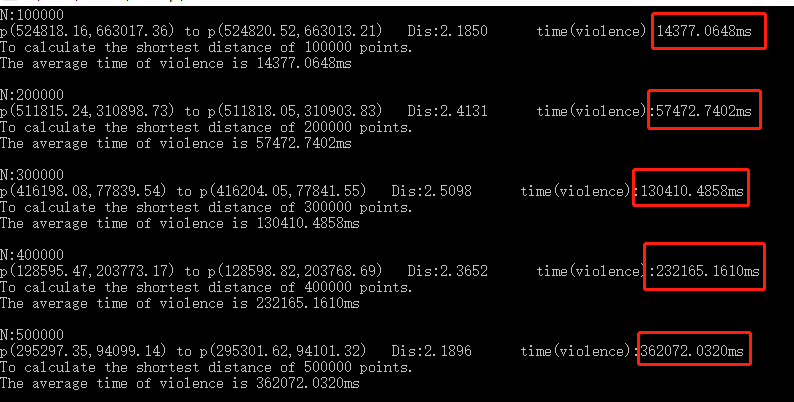 N:100000
p(524818.16,663017.36) to p(524820.52,663013.21) Dis:2.1850 time(violence) 14377.0648ms
To calculate the shortest distance of 100000 points.
The average time of violence is 14377.0648ms
N:200000
p(511815.24,310898.73) to p(511818.05,310903.83) Dis:2.4131 time(violence):57472.7402ms
To calculate the shortest distance of 200000 points.
The average time of violence is 57472.7402ms
N:300000
p(416198.08,77839.54) to p(416204.05,77841.55) Dis:2.5098 time(violence):130410.4858ms
To calculate the shortest distance of 300000 points.
The average time of violence is 130410.4858ms
N:400000
p(128595.47,203773.17) to p(128598.82,203768.69) Dis:2.3652 time(violence):232165.1610ms
To calculate the shortest distance of 400000 points.
The average time of violence is 232165.1610ms
N:500000
p(295297.35,94099.14) to p(295301.62,94101.32) Dis:2.1896 time(violence):362072.0320ms
To calculate the shortest distance of 500000 points.
The average time of violence is 362072.0320ms